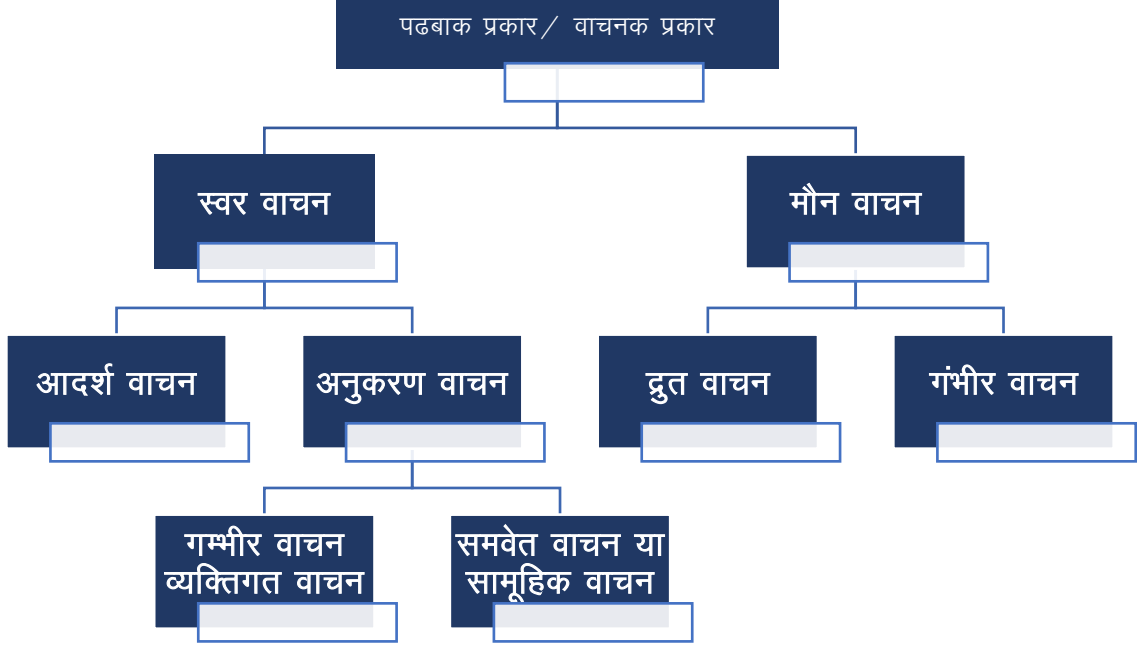 पढबाक प्रकार/ वाचनक प्रकार
स्वर वाचन
मौन वाचन
आदर्श वाचन
अनुकरण वाचन
द्रुत वाचन
गंभीर वाचन
गम्भीर वाचन
व्यक्तिगत वाचन
समवेत वाचन या
सामूहिक वाचन